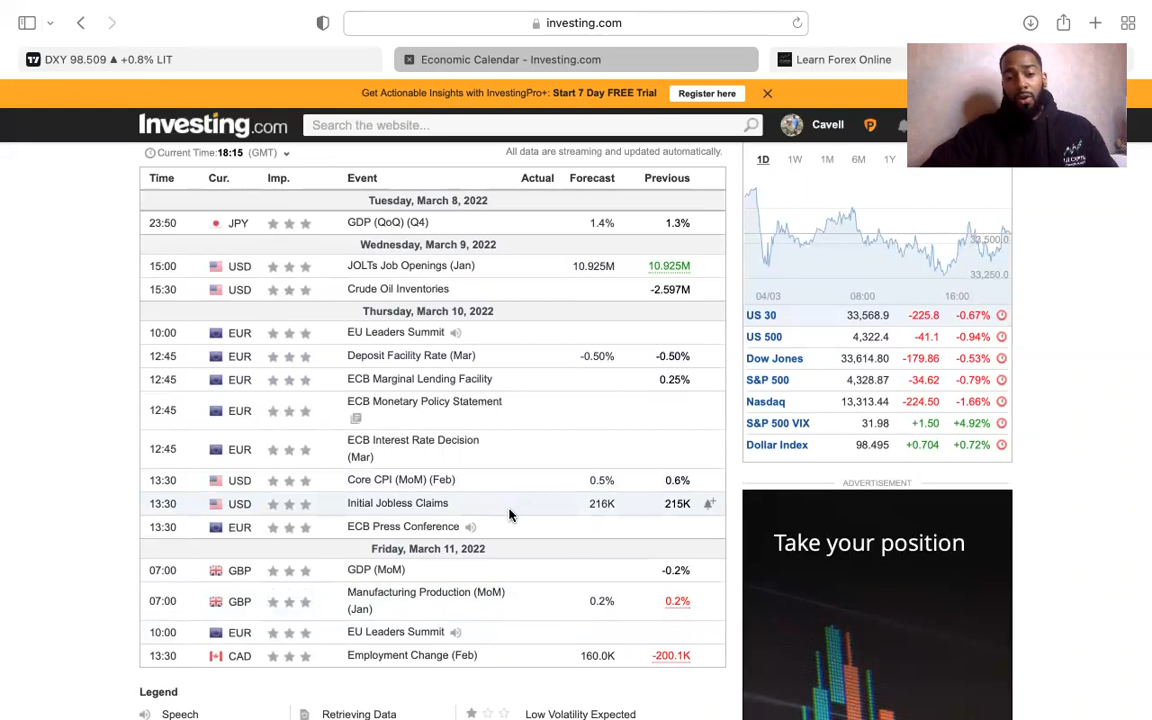 investing.com
DXY 98.509 ▲ +0.8% LIT
Economic Calendar - Investing.com
Learn Forex Online
Get Actionable Insights with InvestingPro+: Start 7 Day FREE Trial
Register here
Investing.com
Search the website...
Cavell
Current Time: 18:15 (GMT)
All data are streaming and updated automatically.
Time Cur. Imp. Event Actual Forecast Previous
Tuesday, March 8, 2022
23:50 JPY GDP (QoQ) (Q4) 1.4% 1.3%
Wednesday, March 9, 2022
15:00 USD JOLTs Job Openings (Jan) 10.925M 10.925M
15:30 USD Crude Oil Inventories -2.597M
Thursday, March 10, 2022
10:00 EUR EU Leaders Summit
12:45 EUR Deposit Facility Rate (Mar) -0.50% -0.50%
12:45 EUR ECB Marginal Lending Facility 0.25%
12:45 EUR ECB Monetary Policy Statement
12:45 EUR ECB Interest Rate Decision
(Mar)
13:30 USD Core CPI (MoM) (Feb) 0.5% 0.6%
13:30 USD Initial Jobless Claims 216K 215K
13:30 EUR ECB Press Conference
Friday, March 11, 2022
07:00 GBP GDP (MoM) -0.2%
07:00 GBP Manufacturing Production (MoM)
(Jan) 0.2% 0.2%
10:00 EUR EU Leaders Summit
13:30 CAD Employment Change (Feb) 160.0K -200.1K
Legend
Speech Retrieving Data Low Volatility Expected
1D 1W 1M 6M 1Y
33,500.0
33,250.0
04/03 08:00 16:00
US 30 33,568.9 -225.8 -0.67%
US 500 4,322.4 -41.1 -0.94%
Dow Jones 33,614.80 -179.86 -0.53%
S&P 500 4,328.87 -34.62 -0.79%
Nasdaq 13,313.44 -224.50 -1.66%
S&P 500 VIX 31.98 +1.50 +4.92%
Dollar Index 98.495 +0.704 +0.72%
ADVERTISEMENT
Take your position